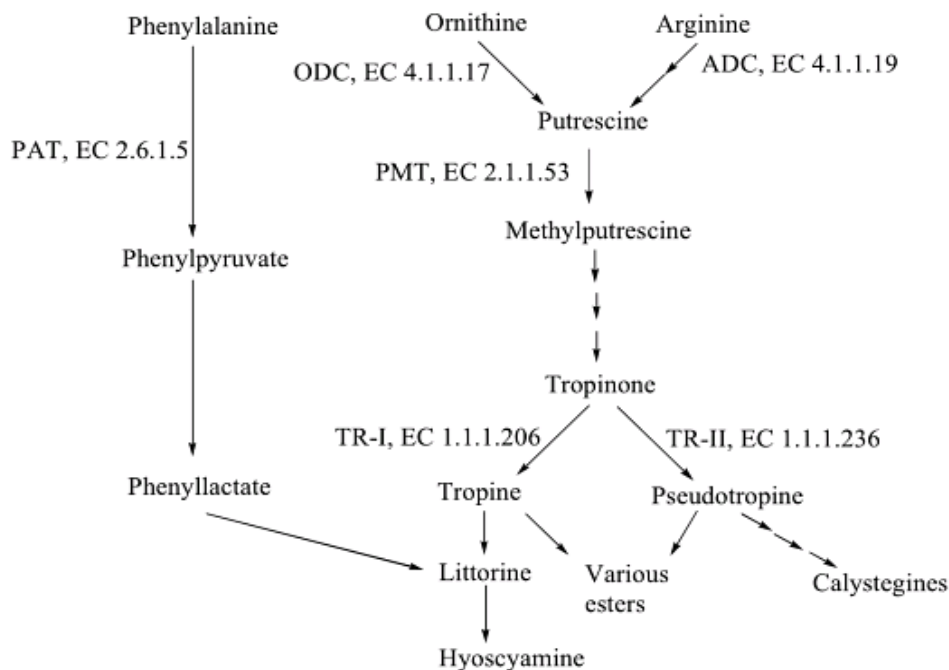 Phenylalanine
Ornithine
Arginine
ODC, EC 4.1.1.17
ADC, EC 4.1.1.19
Putrescine
PAT, EC 2.6.1.5
PMT, EC 2.1.1.53
Methylputrescine
Phenylpyruvate
Tropinone
TR-I, EC 1.1.1.206
TR-II, EC 1.1.1.236
Phenyllactate
Tropine
Pseudotropine
Littorine
Various
esters
Calystegines
Hyoscyamine